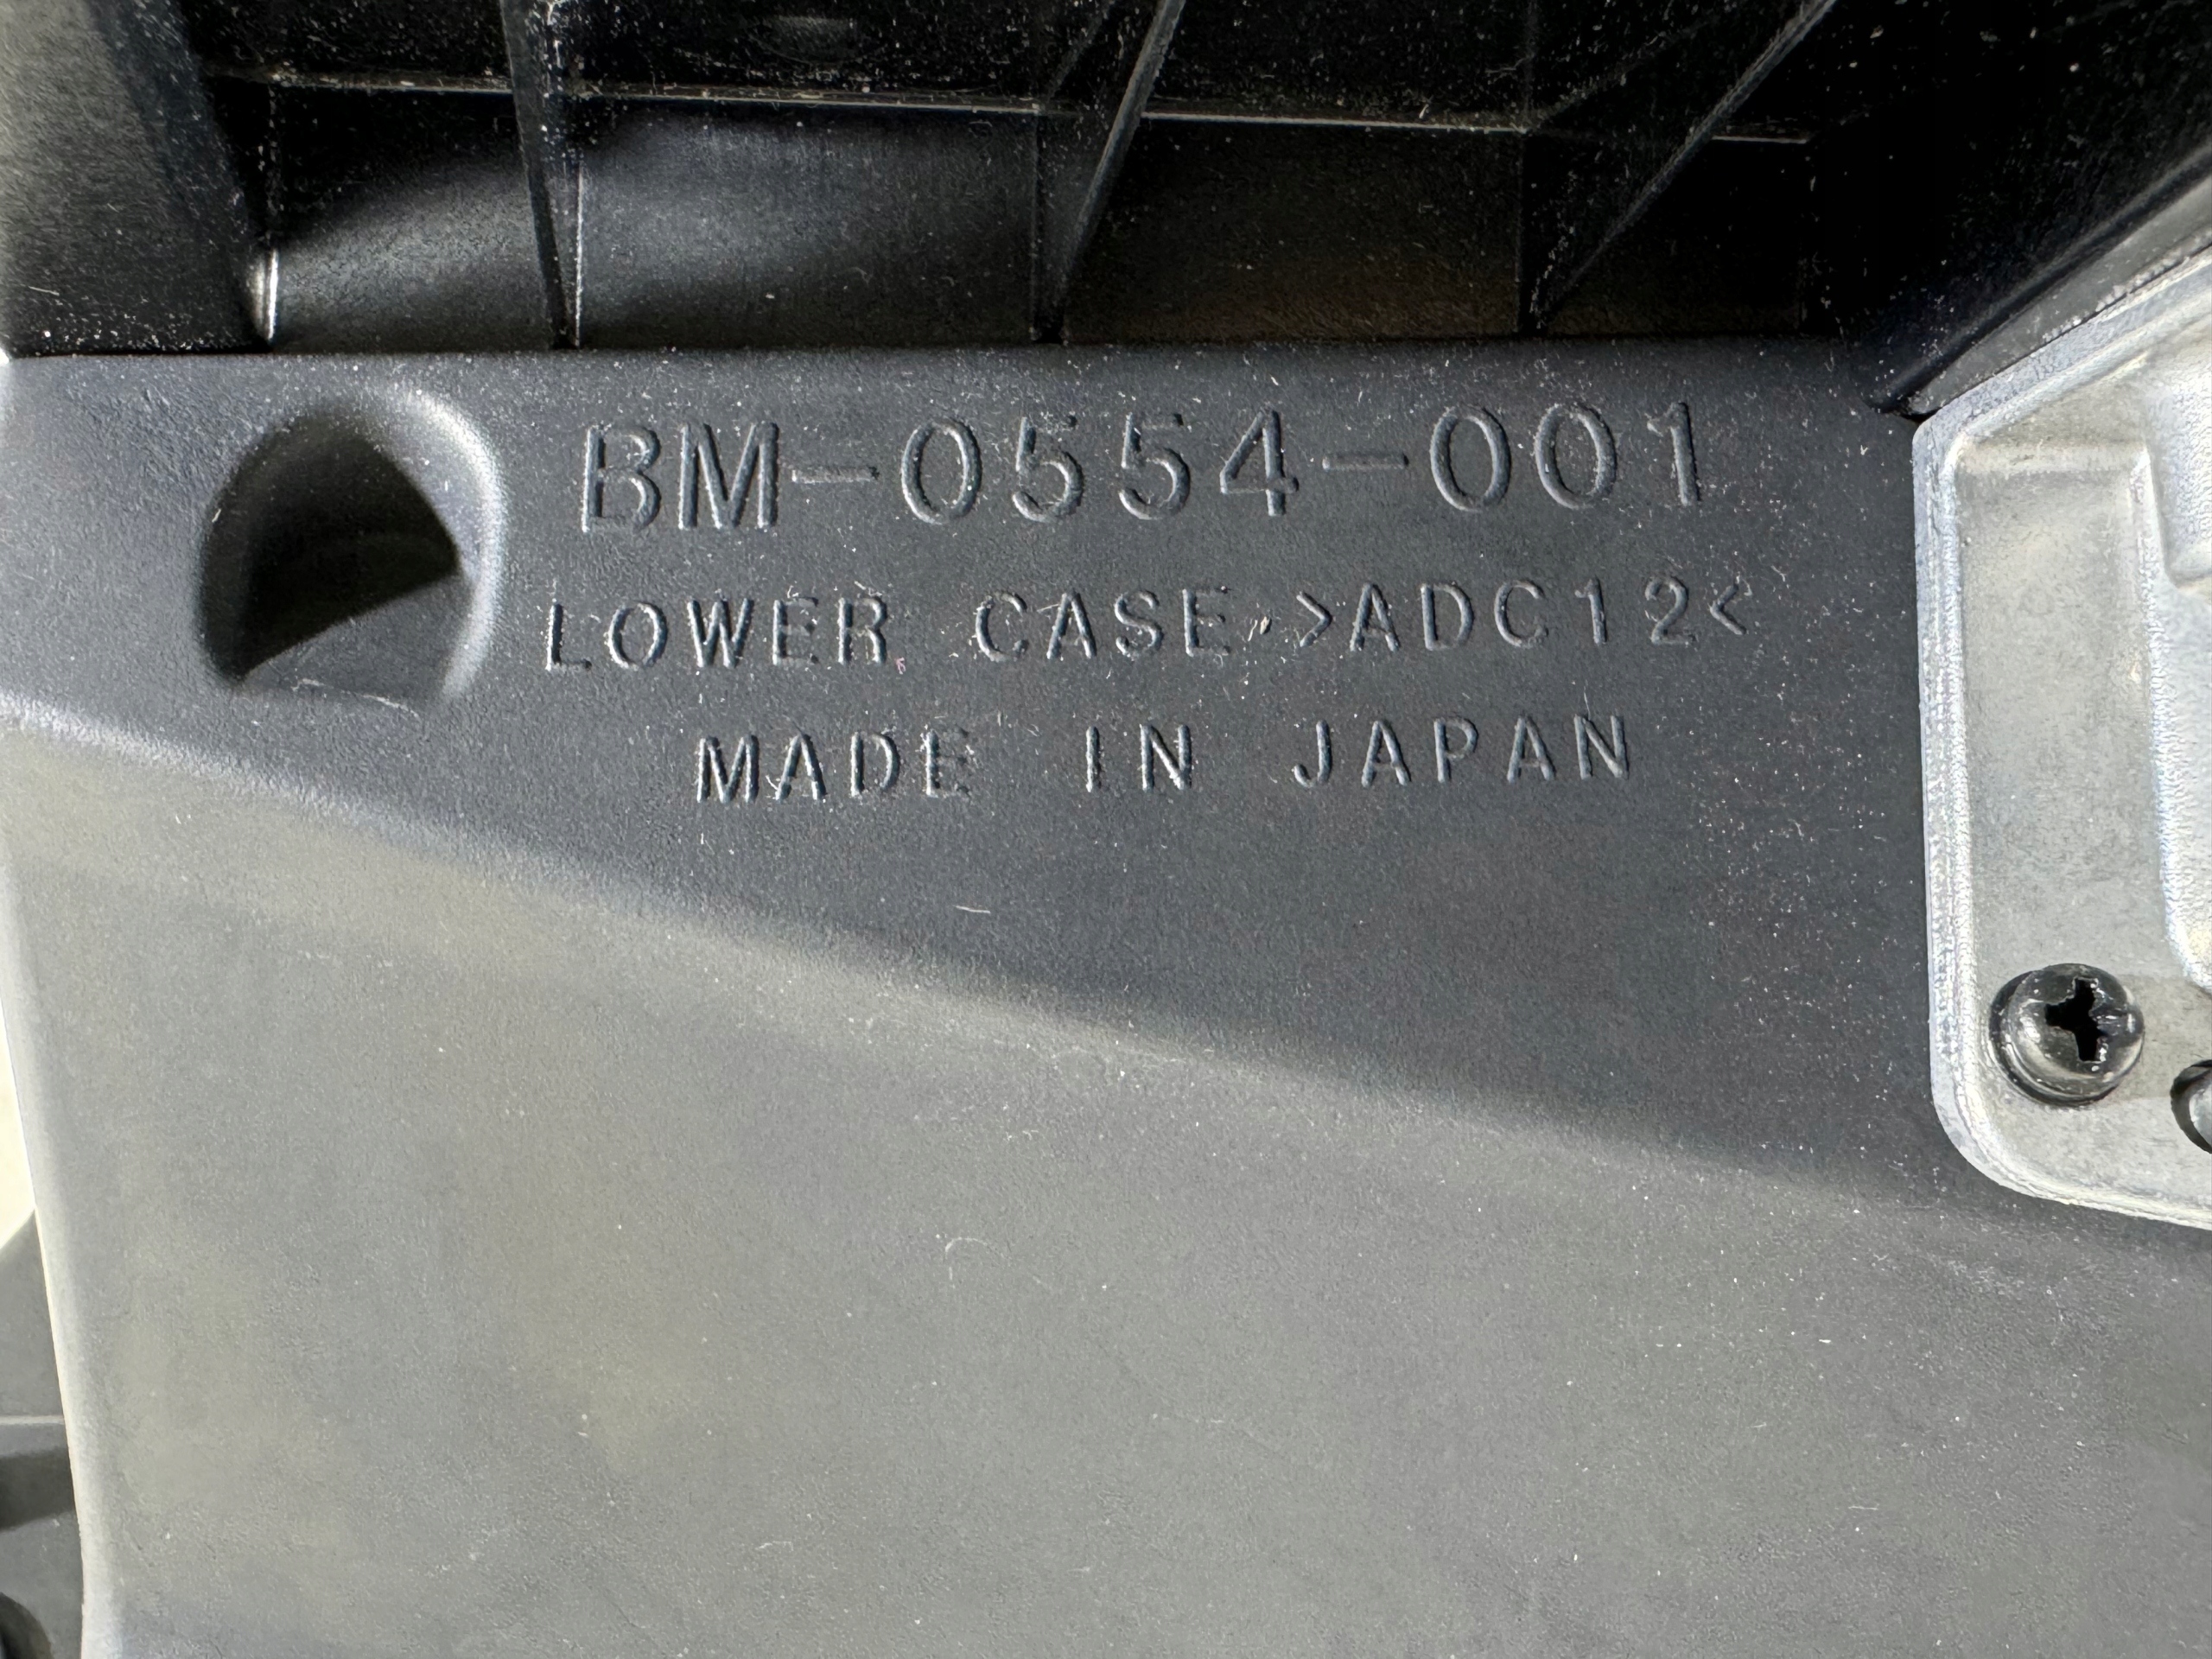 BM-0554-001
LOWER CASE >ADC12<
MADE IN JAPAN